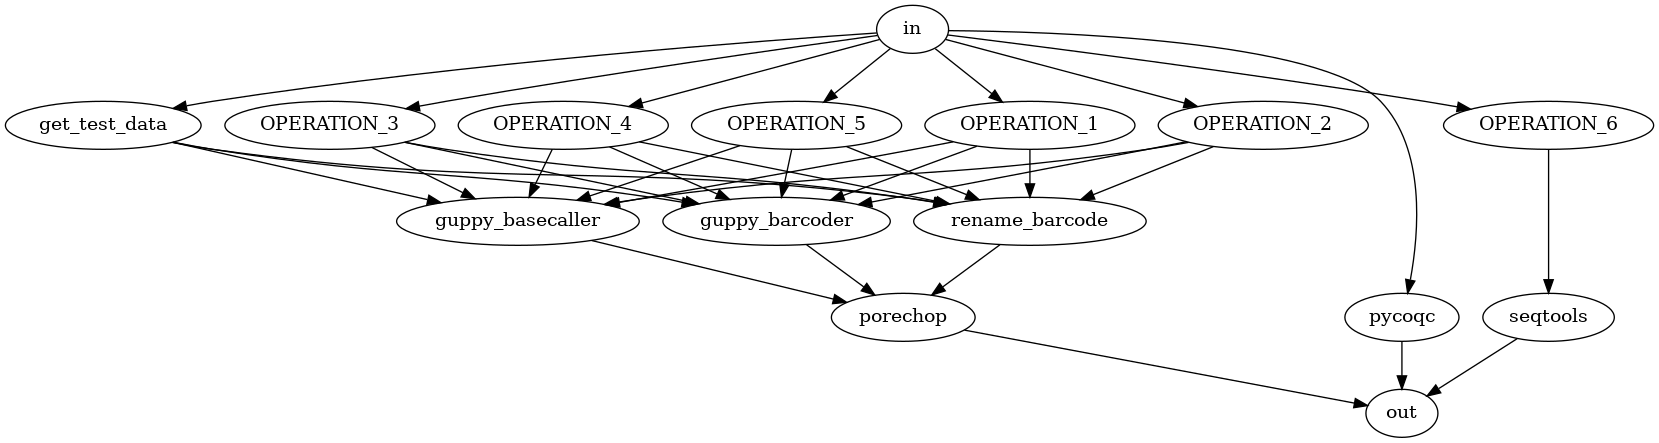 in
get_test_data
OPERATION_3
OPERATION_4
OPERATION_5
OPERATION_1
OPERATION_2
OPERATION_6
guppy_basecaller
guppy_barcoder
rename_barcode
porechop
pycoqc
seqtools
out